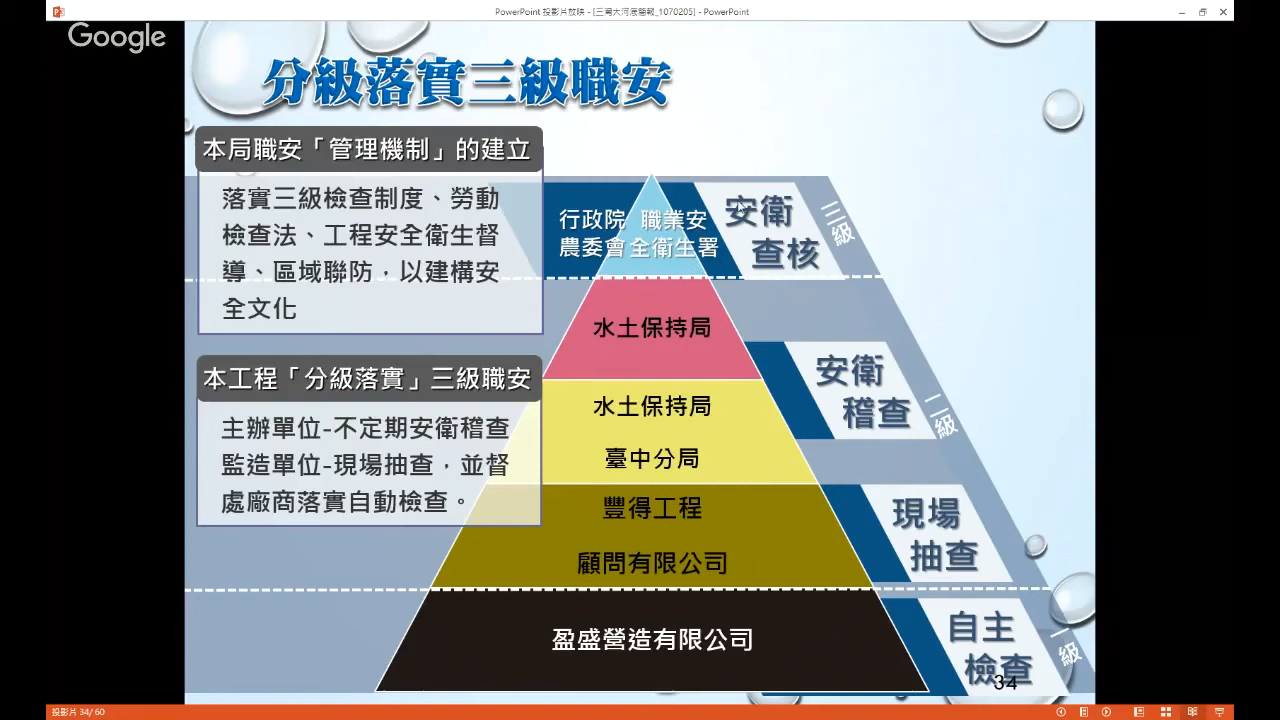 PowerPoint 投影片放映 - [三灣大河底簡報_1070205] - PowerPoint
Google
分級落實三級職安
本局職安「管理機制」的建立
落實三級檢查制度、勞動
檢查法、工程安全衛生督
導、區域聯防，以建構安
全文化
本工程「分級落實」三級職安
主辦單位-不定期安衛稽查
監造單位-現場抽查，並督
處廠商落實自動檢查。
行政院 職業安
農委會 全衛生署
安衛
查核
三級
水土保持局
安衛
稽查
二級
水土保持局
臺中分局
豐得工程
顧問有限公司
現場
抽查
盈盛營造有限公司
自主
檢查
一級
34
投影片 34/ 60